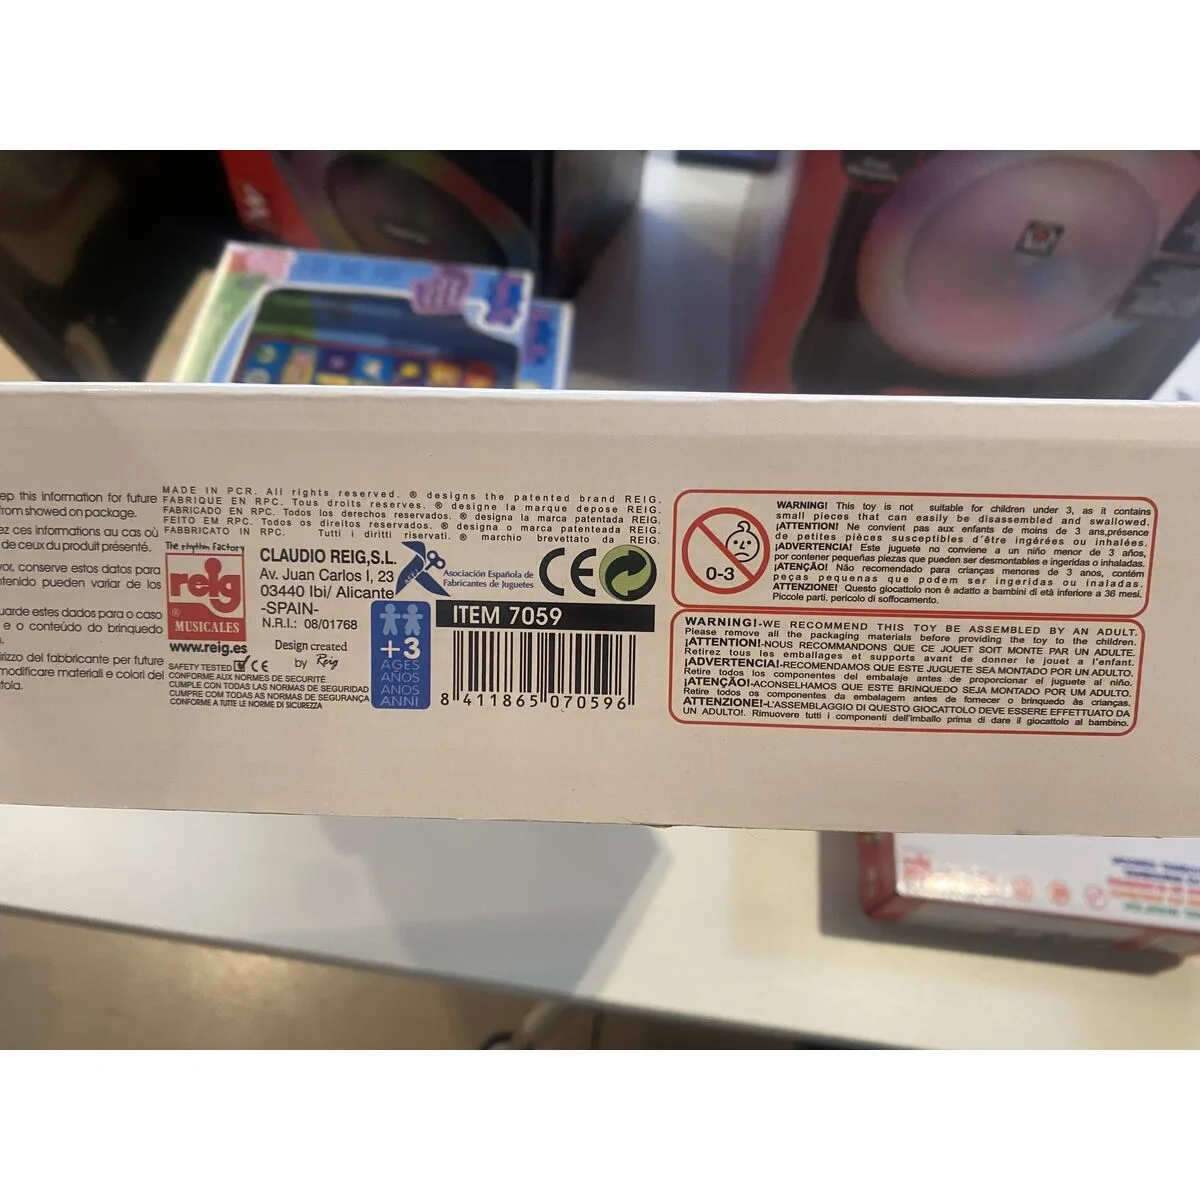 ep this information for future
from showed on package.
ez ces informations au cas où
de ceux du produit présenté.
vor, conserve estos datos para
ntenido pueden variar de los
uarde estes dados para o caso
e o conteúdo do brinquedo
irizzo del fabbricante per future
modificare materiali e colori del
tola.
MADE IN PCR. All rights reserved. ® designs the patented brand REIG.
FABRIQUE EN RPC. Tous droits reserves. ® designe la marque depose REIG.
FABRICADO EN RPC. Todos los derechos reservados. ® designa la marca patentada REIG.
FEITO EM RPC. Todos os direitos reservados. ® designa o marca patenteada REIG.
FABBRICATO IN RPC. Tutti i diritti riservati. ® marchio brevettato da REIG.
The rhythm Factory
reig
®
MUSICALES
www.reig.es
CLAUDIO REIG,S.L.
Av. Juan Carlos I, 23
03440 Ibi/ Alicante
-SPAIN-
N.R.I.: 08/01768
Design created
by Reig
SAFETY TESTED CE
CONFORME AUX NORMES DE SECURITÉ
CUMPLE CON TODAS LAS NORMAS DE SEGURIDAD
CUMPRE COM TODAS AS NORMAS DE SEGURANÇA
CONFORME A TUTTE LE NORME DI SICUREZZA
AEFJ
Asociación Española de
Fabricantes de Juguetes
CE
+3
AGES
AÑOS
ANOS
ANNI
ITEM 7059
8 411865 070596
0-3
WARNING! This toy is not suitable for children under 3, as it contains
small pieces that can easily be disassembled and swallowed.
¡ATTENTION! Ne convient pas aux enfants de moins de 3 ans,présence
de petites pièces susceptibles d'être ingérées ou inhalées.
¡ADVERTENCIA! Este juguete no conviene a un niño menor de 3 años,
por contener pequeñas piezas que pueden ser desmontables e ingeridas o inhaladas.
¡ATENÇÃO! Não recomendado para crianças menores de 3 anos, contém
peças pequenas que podem ser ingeridas ou inaladas.
ATTENZIONE! Questo giocattolo non è adatto a bambini di età inferiore a 36 mesi.
Piccole parti. pericolo di soffocamento.
WARNING!-WE RECOMMEND THIS TOY BE ASSEMBLED BY AN ADULT.
Please remove all the packaging materials before providing the toy to the children.
¡ATTENTION!-NOUS RECOMMANDONS QUE CE JOUET SOIT MONTE PAR UN ADULTE.
Retirez tous les emballages et supports avant de donner le jouet a l'enfant.
¡ADVERTENCIA!-RECOMENDAMOS QUE ESTE JUGUETE SEA MONTADO POR UN ADULTO.
Retire todos los componentes del embalaje antes de proporcionar el juguete al niño.
¡ATENÇÃO!-ACONSELHAMOS QUE ESTE BRINQUEDO SEJA MONTADO POR UM ADULTO.
Retire todos os componentes da embalagem antes de fornecer o brinquedo às crianças.
ATTENZIONE!-L'ASSEMBLAGGIO DI QUESTO GIOCATTOLO DEVE ESSERE EFFETTUATO DA
UN ADULTO!. Rimuovere tutti i componenti dell'imballo prima di dare il giocattolo al bambino.